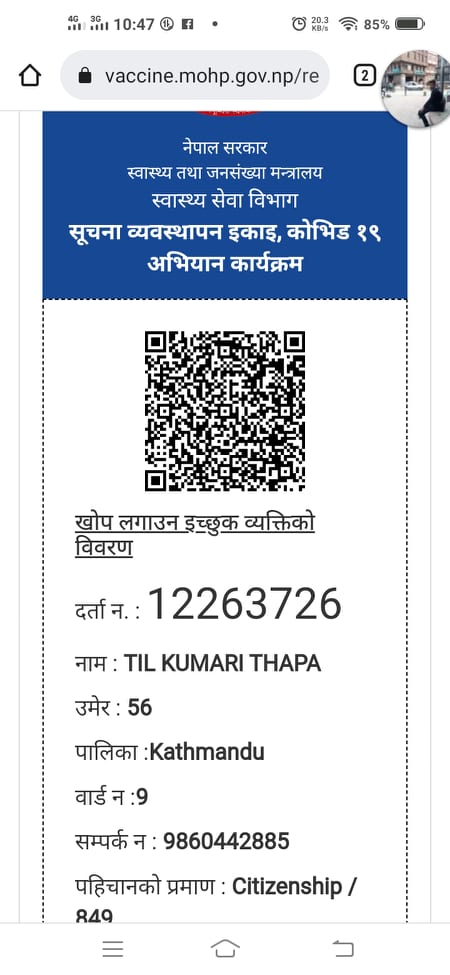 4G 3G 10:47 20.3 KB/s 85%
vaccine.mohp.gov.np/re 2
नेपाल सरकार
स्वास्थ्य तथा जनसंख्या मन्त्रालय
स्वास्थ्य सेवा विभाग
सूचना व्यवस्थापन इकाइ, कोभिड १९
अभियान कार्यक्रम
खोप लगाउन इच्छुक व्यक्तिको
विवरण
दर्ता न. : 12263726
नाम : TIL KUMARI THAPA
उमेर : 56
पालिका :Kathmandu
वार्ड न :9
सम्पर्क न : 9860442885
पहिचानको प्रमाण : Citizenship /
849